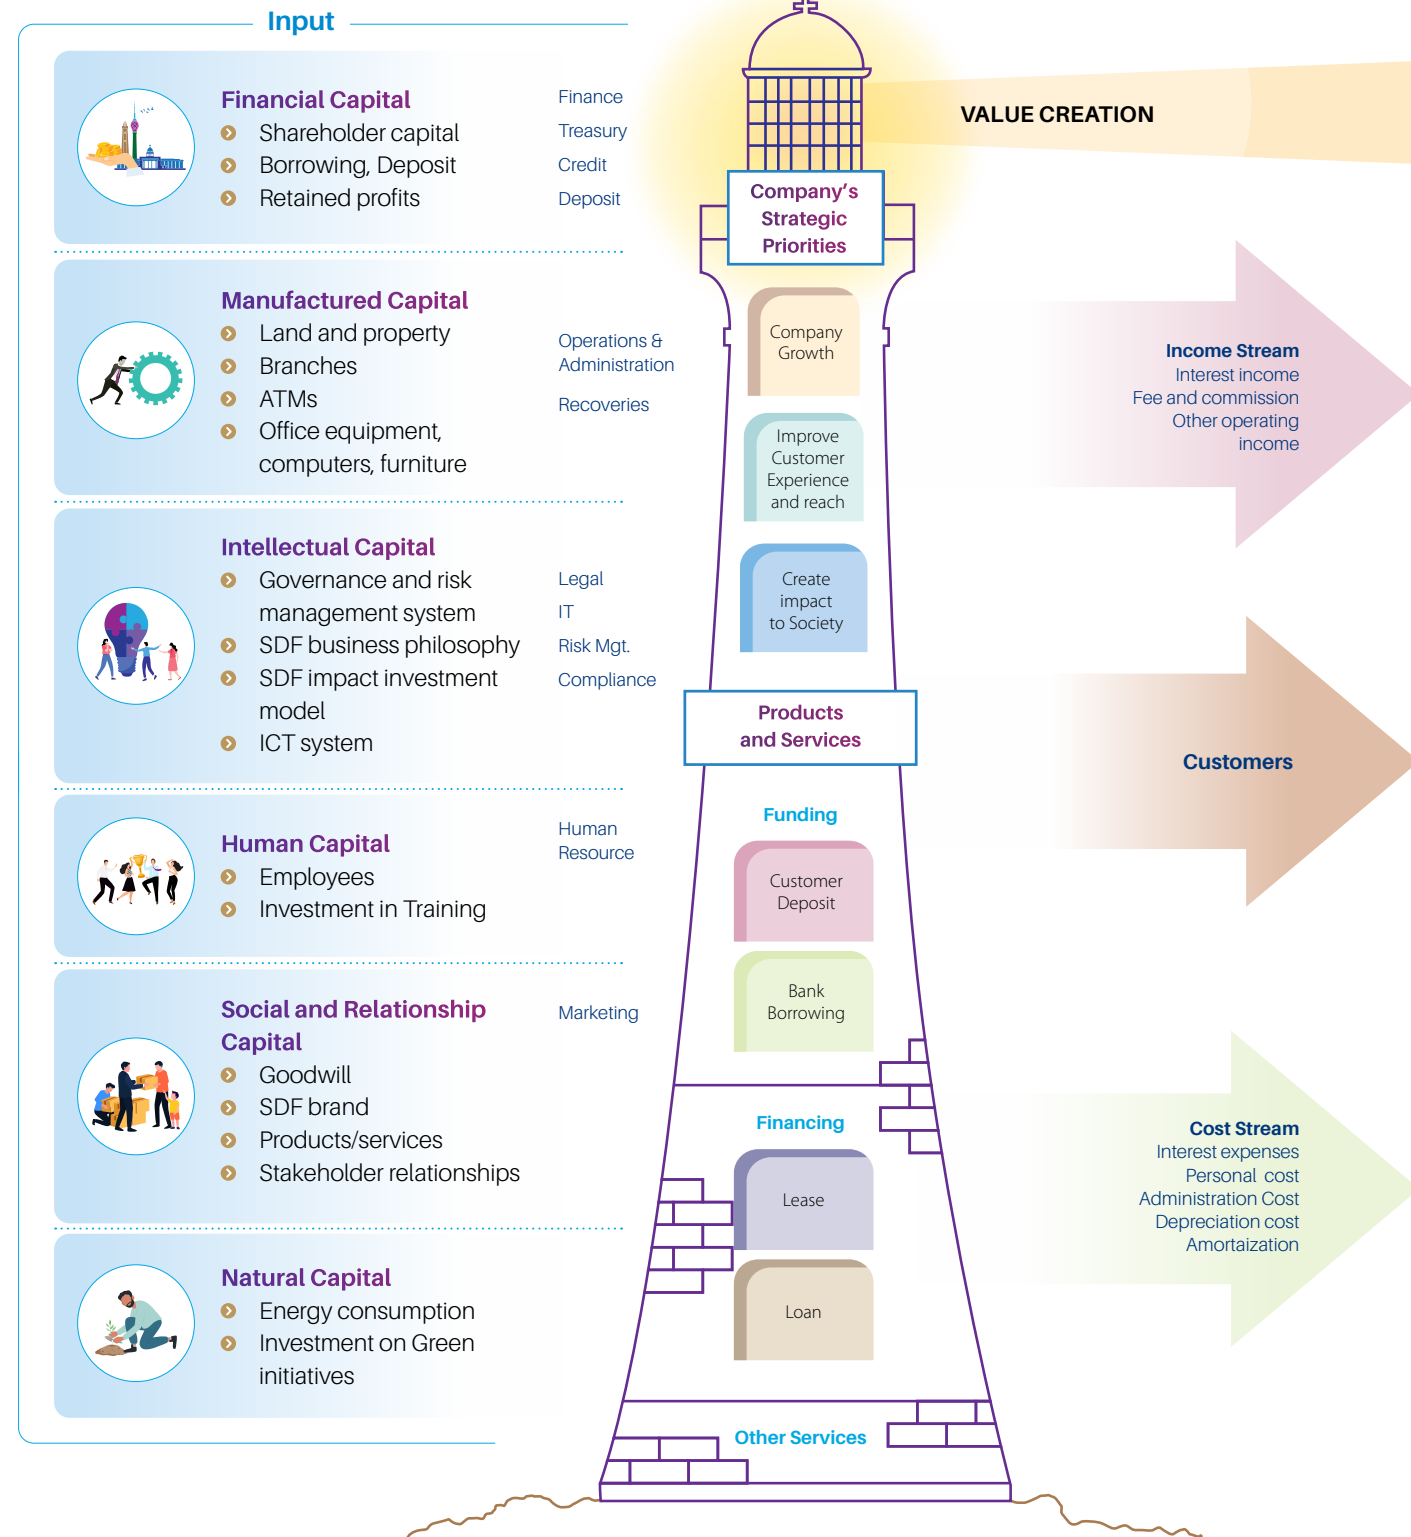 Input
Financial Capital
Shareholder capital
Borrowing, Deposit
Retained profits
Finance
Treasury
Credit
Deposit
Manufactured Capital
Land and property
Branches
ATMs
Office equipment,
computers, furniture
Operations &
Administration
Recoveries
Intellectual Capital
Governance and risk
management system
SDF business philosophy
SDF impact investment
model
ICT system
Legal
IT
Risk Mgt.
Compliance
Human Capital
Employees
Investment in Training
Human
Resource
Social and Relationship
Capital
Goodwill
SDF brand
Products/services
Stakeholder relationships
Marketing
Natural Capital
Energy consumption
Investment on Green
initiatives
Company's
Strategic
Priorities
Company
Growth
Improve
Customer
Experience
and reach
Create
impact
to Society
Products
and Services
Funding
Customer
Deposit
Bank
Borrowing
Financing
Lease
Loan
Other Services
VALUE CREATION
Income Stream
Interest income
Fee and commission
Other operating
income
Customers
Cost Stream
Interest expenses
Personal cost
Administration Cost
Depreciation cost
Amortaization